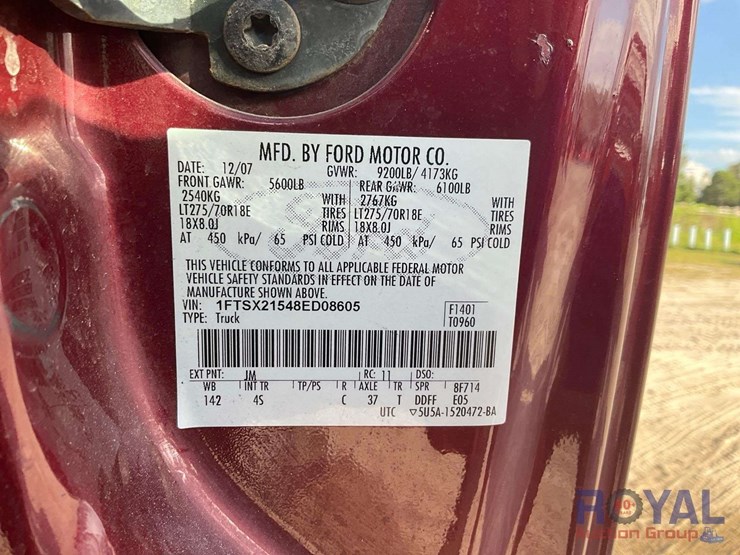 MFD. BY FORD MOTOR CO.
DATE: 12/07 GVWR: 9200LB/ 4173KG
FRONT GAWR: 5600LB REAR GAWR: 6100LB
2540KG WITH 2767KG WITH
LT275/70R18E TIRES LT275/70R18E TIRES
18X8.0J RIMS 18X8.0J RIMS
AT 450 kPa/ 65 PSI COLD AT 450 kPa/ 65 PSI COLD
THIS VEHICLE CONFORMS TO ALL APPLICABLE FEDERAL MOTOR
VEHICLE SAFETY STANDARDS IN EFFECT ON THE DATE OF
MANUFACTURE SHOWN ABOVE.
VIN: 1FTSX21548ED08605 F1401
TYPE: Truck T0960
EXT PNT: JM RC: 11 DSO:
WB INT TR TP/PS R AXLE TR SPR 8F714
142 4S C 37 T DDFF E05
UTC ▽5U5A-1520472-BA
ROYAL
Auction Group